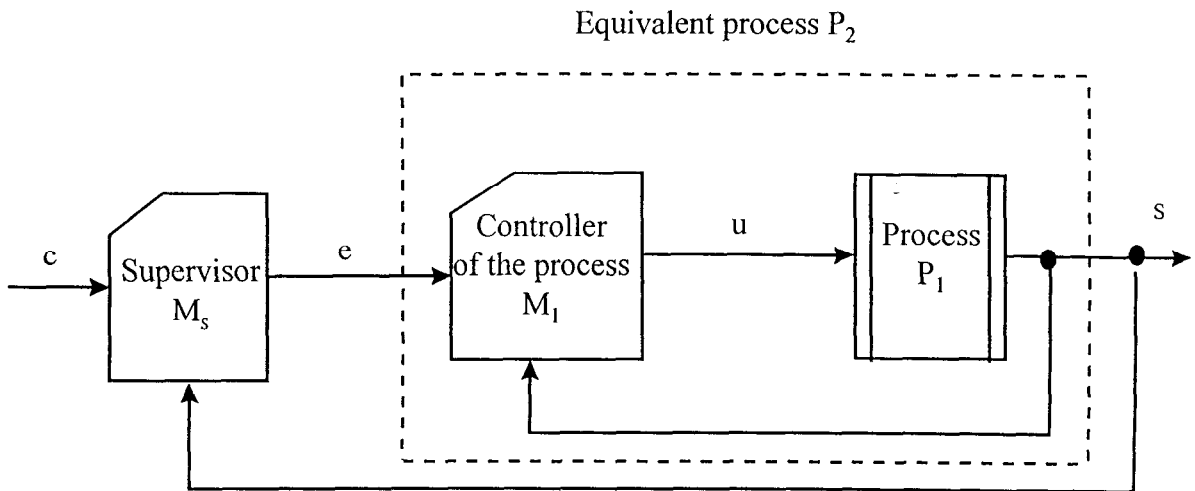 Equivalent process P₂
c
Supervisor
Mₛ
e
Controller
of the process
M₁
u
Process
P₁
s